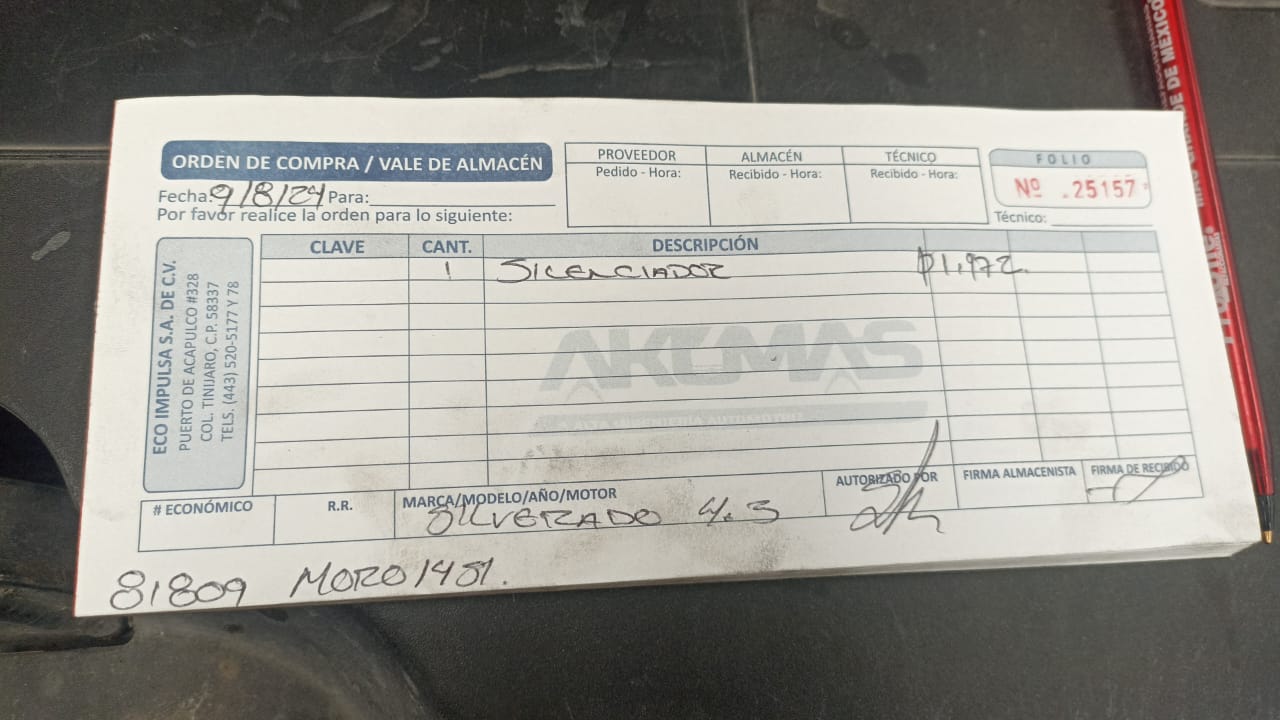 ORDEN DE COMPRA / VALE DE ALMACÉN
PROVEEDOR ALMACÉN TÉCNICO
Pedido - Hora: Recibido - Hora: Recibido - Hora:
FOLIO
Nº 25157
Fecha: 9/8/24 Para:
Por favor realice la orden para lo siguiente:
Técnico:
CLAVE CANT. DESCRIPCIÓN
1 SILENCIADOR $1,972.
ECO IMPULSA S.A. DE C.V.
PUERTO DE ACAPULCO #328
COL. TINIJARO, C.P. 58337
TELS. (443) 520-5177 Y 78
AKUMAS
# ECONÓMICO R.R. MARCA/MODELO/AÑO/MOTOR AUTORIZADO POR FIRMA ALMACENISTA FIRMA DE RECIBIDO
SILVERADO 4.3
81809 MORO 1451.
DE MEXICO